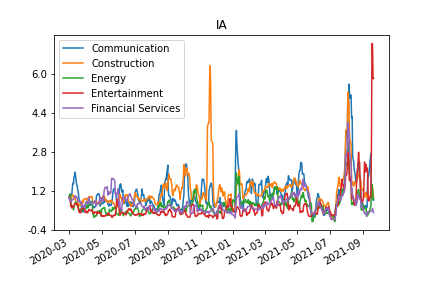 IA
Communication
Construction
Energy
Entertainment
Financial Services
6.0
4.4
2.8
1.2
-0.4
2020-03
2020-05
2020-07
2020-09
2020-11
2021-01
2021-03
2021-05
2021-07
2021-09